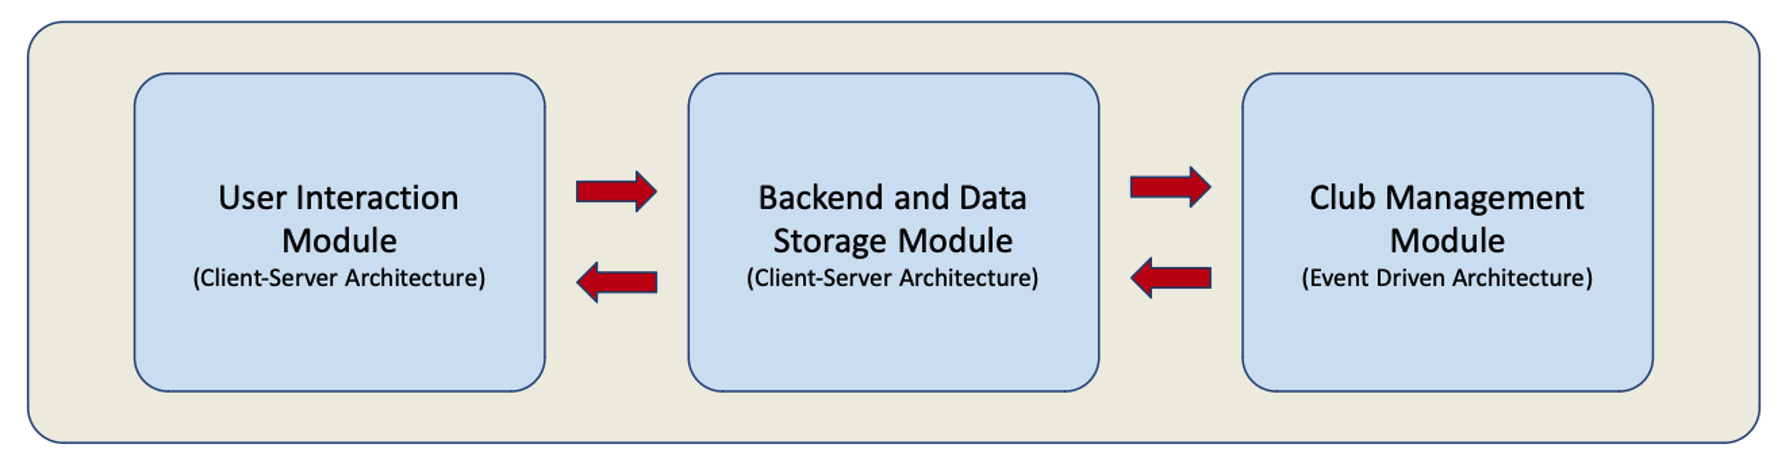 User Interaction
Module
(Client-Server Architecture)
Backend and Data
Storage Module
(Client-Server Architecture)
Club Management
Module
(Event Driven Architecture)